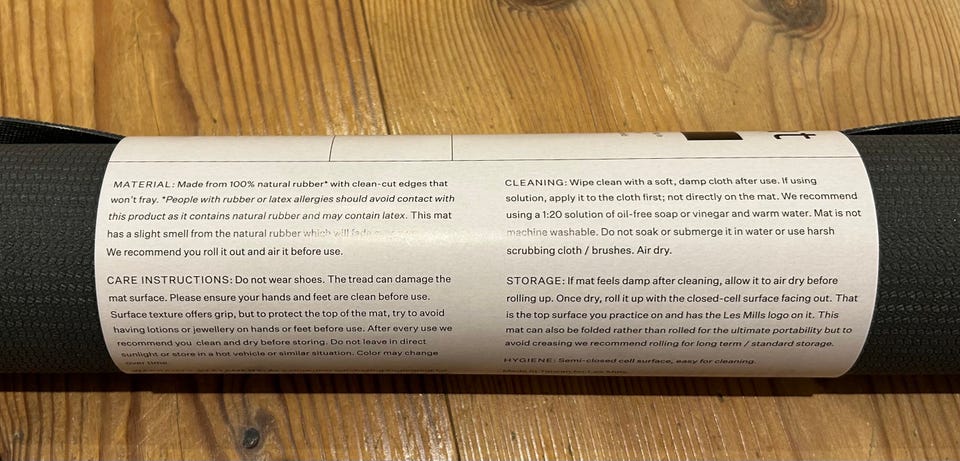 t
MATERIAL: Made from 100% natural rubber* with clean-cut edges that
won't fray. *People with rubber or latex allergies should avoid contact with
this product as it contains natural rubber and may contain latex. This mat
has a slight smell from the natural rubber which will fade
We recommend you roll it out and air it before use.
CARE INSTRUCTIONS: Do not wear shoes. The tread can damage the
mat surface. Please ensure your hands and feet are clean before use.
Surface texture offers grip, but to protect the top of mat, try to avoid
having lotions or jewellery on hands or feet before use. After every use we
recommend you clean and dry before storing. Do not leave in direct
sunlight or store in a hot vehicle or similar situation. Color may change
over time.
CLEANING: Wipe clean with a soft, damp cloth after use. If using
solution, apply it to the cloth first; not directly on the mat. We recommend
using a 1:20 solution of oil-free soap or vinegar and warm water. Mat is not
machine washable. Do not soak or submerge it in water or use harsh
scrubbing cloth / brushes. Air dry.
STORAGE: If mat feels damp after cleaning, allow it to air dry before
rolling up. Once dry, roll it up with the closed-cell surface facing out. That
is the top surface you practice on and has the Les Mills logo on it. This
mat can also be folded rather than rolled for the ultimate portability but to
avoid creasing we recommend rolling for long term / standard storage.
HYGIENE: Semi-closed cell surface, easy for cleaning.
Made in Taiwan for Les Mills.